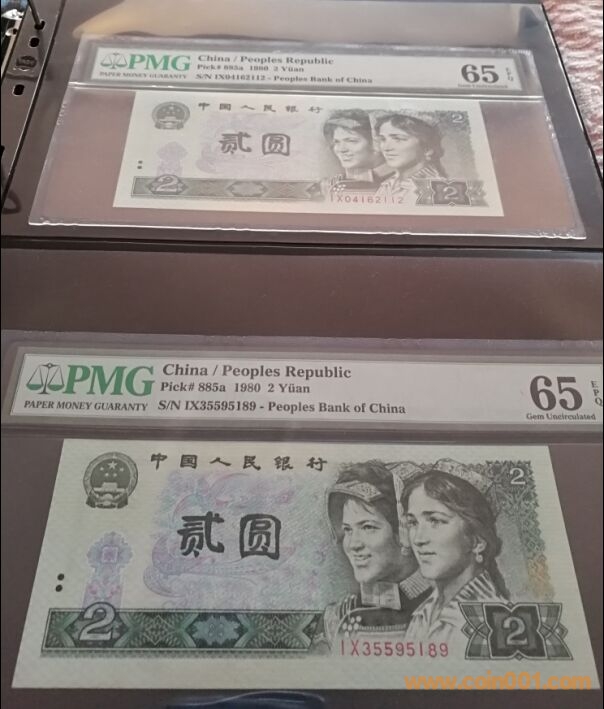 PMG
PAPER MONEY GUARANTY
China / Peoples Republic
Pick# 885a 1980 2 Yüan
S/N IX04162112 - Peoples Bank of China
65 EPQ
Gem Uncirculated
中国人民银行
2
贰圆
2
IX04162112
2
PMG
PAPER MONEY GUARANTY
China / Peoples Republic
Pick# 885a 1980 2 Yüan
S/N IX35595189 - Peoples Bank of China
65 EPQ
Gem Uncirculated
中国人民银行
2
贰圆
2
IX35595189
2
www.coin001.com